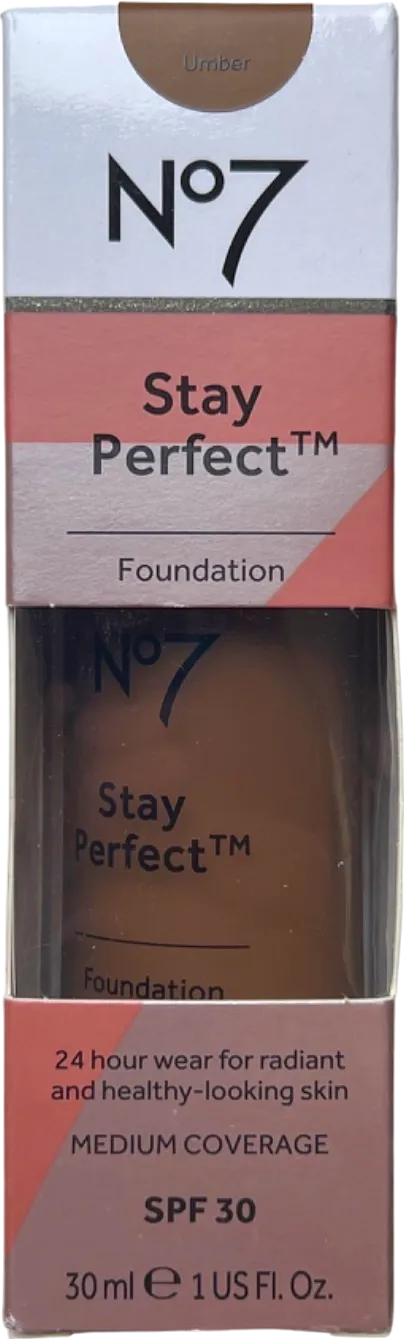 Umber
Nº7
Stay
Perfect™
Foundation
Nº7
Stay
Perfect™
Foundation
24 hour wear for radiant
and healthy-looking skin
MEDIUM COVERAGE
SPF 30
30 ml ℮ 1 US Fl. Oz.